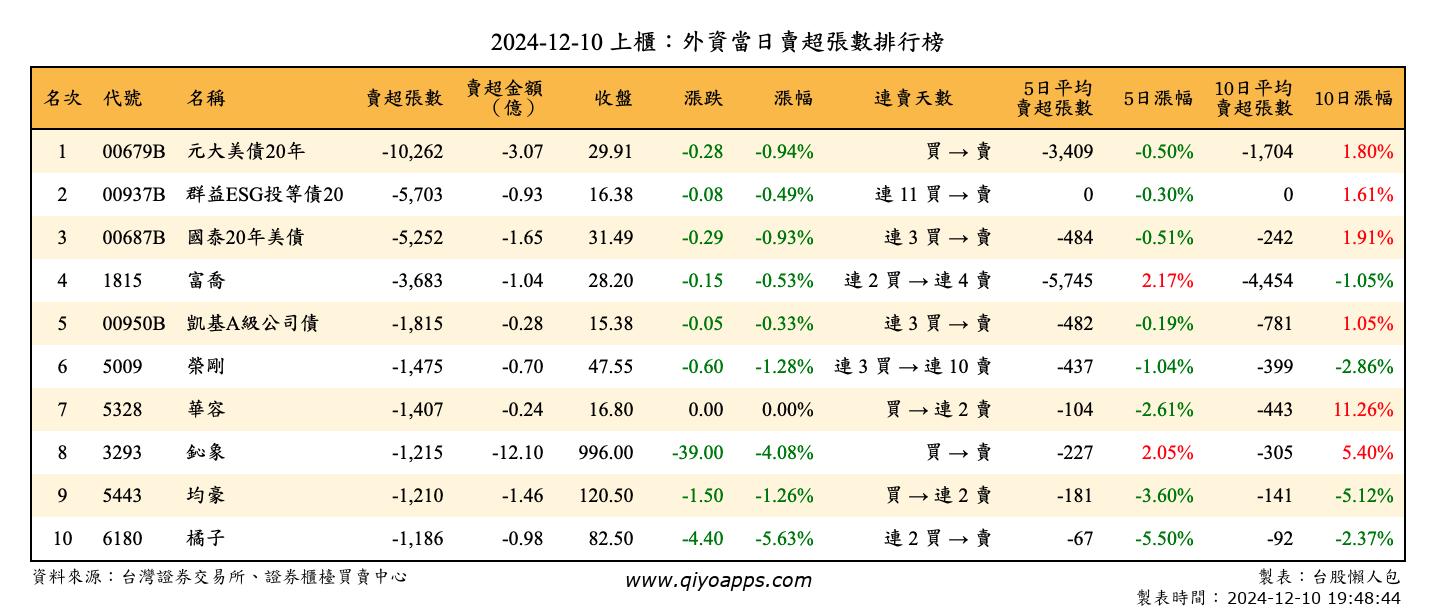 2024-12-10 上櫃：外資當日賣超張數排行榜
名次 代號 名稱 賣超張數 賣超金額（億） 收盤 漲跌 漲幅 連賣天數 5日平均賣超張數 5日漲幅 10日平均賣超張數 10日漲幅
1 00679B 元大美債20年 -10,262 -3.07 29.91 -0.28 -0.94% 買 → 賣 -3,409 -0.50% -1,704 1.80%
2 00937B 群益ESG投等債20 -5,703 -0.93 16.38 -0.08 -0.49% 連 11 買 → 賣 0 -0.30% 0 1.61%
3 00687B 國泰20年美債 -5,252 -1.65 31.49 -0.29 -0.93% 連 3 買 → 賣 -484 -0.51% -242 1.91%
4 1815 富喬 -3,683 -1.04 28.20 -0.15 -0.53% 連 2 買 → 連 4 賣 -5,745 2.17% -4,454 -1.05%
5 00950B 凱基A級公司債 -1,815 -0.28 15.38 -0.05 -0.33% 連 3 買 → 賣 -482 -0.19% -781 1.05%
6 5009 榮剛 -1,475 -0.70 47.55 -0.60 -1.28% 連 3 買 → 連 10 賣 -437 -1.04% -399 -2.86%
7 5328 華容 -1,407 -0.24 16.80 0.00 0.00% 買 → 連 2 賣 -104 -2.61% -443 11.26%
8 3293 鈊象 -1,215 -12.10 996.00 -39.00 -4.08% 買 → 賣 -227 2.05% -305 5.40%
9 5443 均豪 -1,210 -1.46 120.50 -1.50 -1.26% 買 → 連 2 賣 -181 -3.60% -141 -5.12%
10 6180 橘子 -1,186 -0.98 82.50 -4.40 -5.63% 連 2 買 → 賣 -67 -5.50% -92 -2.37%
資料來源：台灣證券交易所、證券櫃檯買賣中心 www.qiyoapps.com 製表：台股懶人包
製表時間：2024-12-10 19:48:44